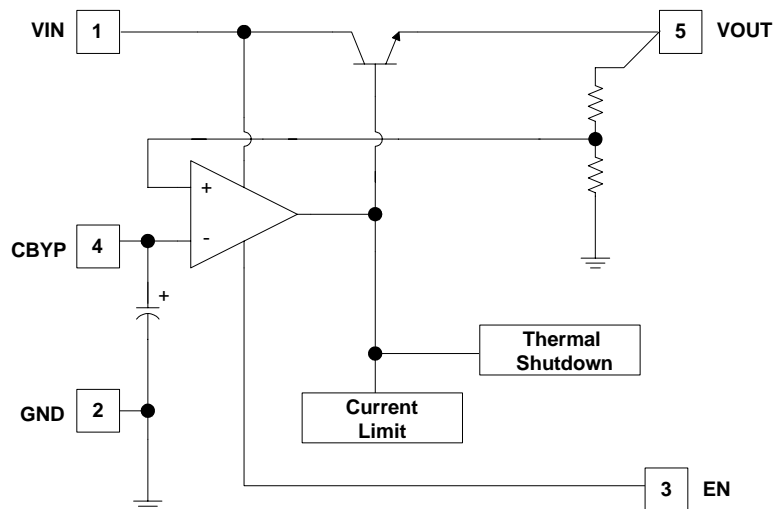 VIN 1
5 VOUT
+
-
CBYP 4
+
Thermal
Shutdown
GND 2
Current
Limit
3 EN